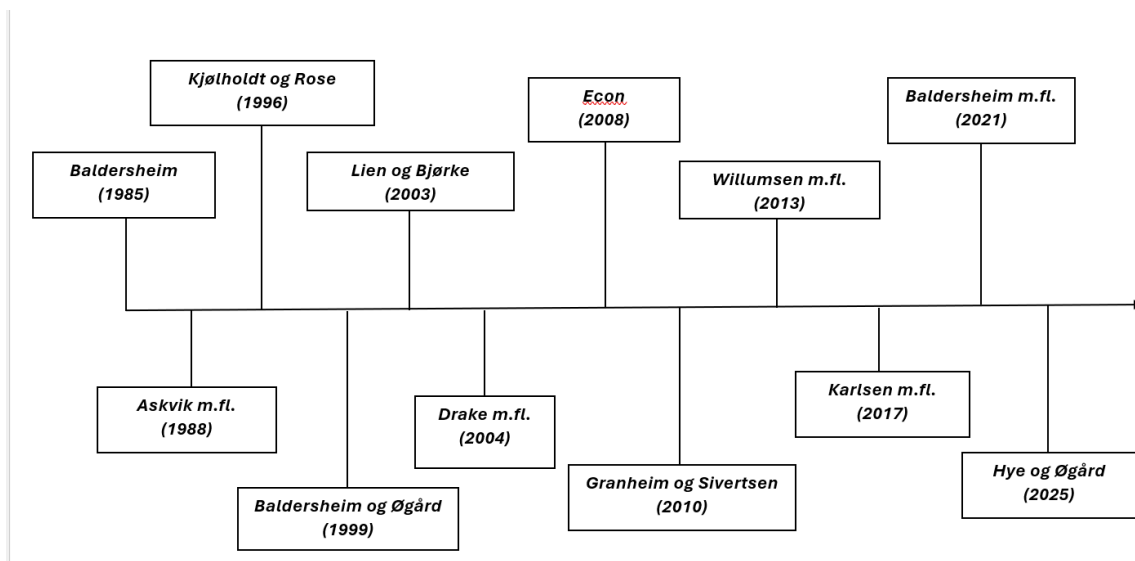 Kjølholdt og Rose
(1996)
Econ
(2008)
Baldersheim m.fl.
(2021)
Baldersheim
(1985)
Lien og Bjørke
(2003)
Willumsen m.fl.
(2013)
Askvik m.fl.
(1988)
Drake m.fl.
(2004)
Karlsen m.fl.
(2017)
Baldersheim og Øgård
(1999)
Granheim og Sivertsen
(2010)
Hye og Øgård
(2025)